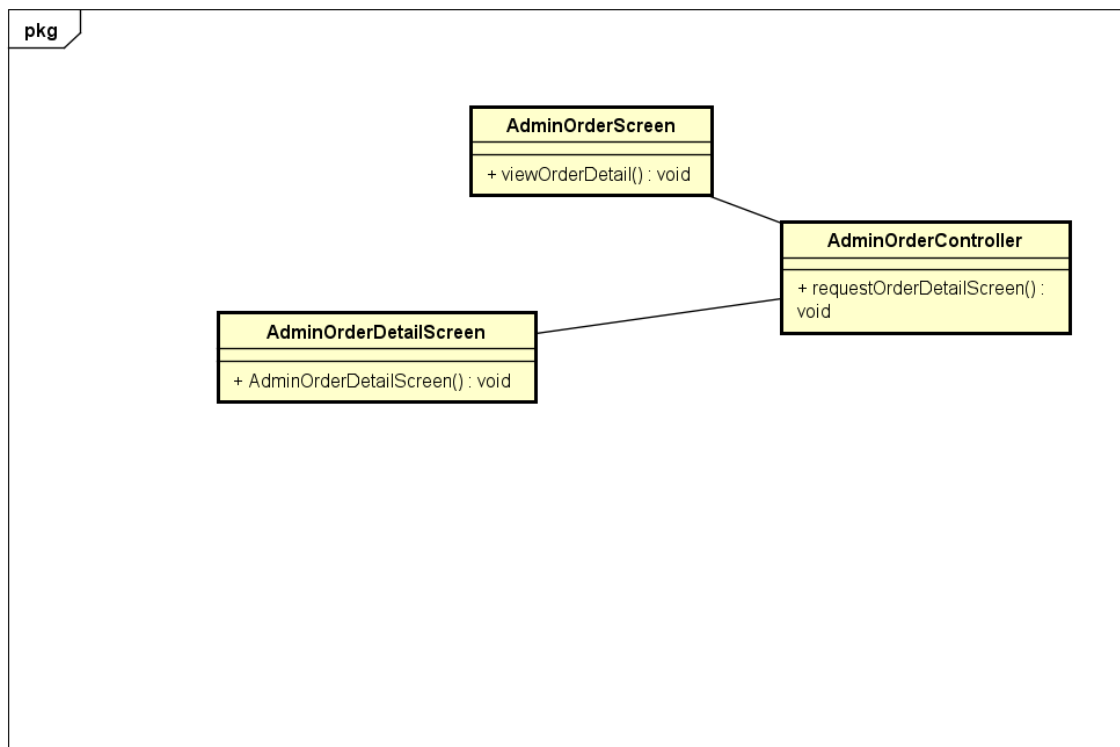 pkg
AdminOrderScreen
+ viewOrderDetail() : void
AdminOrderController
+ requestOrderDetailScreen() :
void
AdminOrderDetailScreen
+ AdminOrderDetailScreen() : void